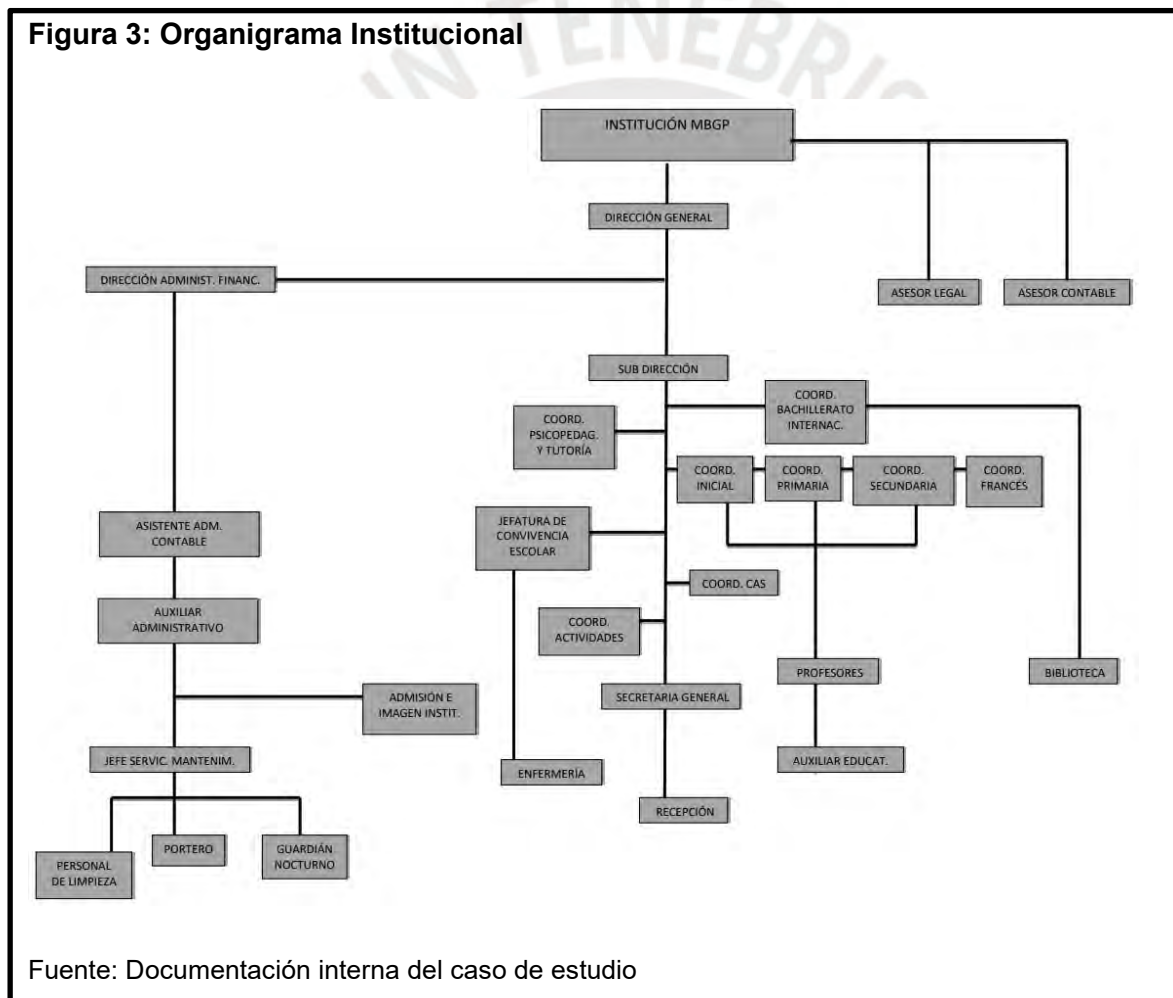 Figura 3: Organigrama Institucional
IN TENEBRIS
INSTITUCIÓN MBGP
DIRECCIÓN GENERAL
DIRECCIÓN ADMINIST. FINANC.
ASESOR LEGAL
ASESOR CONTABLE
SUB DIRECCIÓN
COORD.
BACHILLERATO
INTERNAC.
COORD.
PSICOPEDAG.
Y TUTORÍA
COORD.
INICIAL
COORD.
PRIMARIA
COORD.
SECUNDARIA
COORD.
FRANCÉS
ASISTENTE ADM.
CONTABLE
JEFATURA DE
CONVIVENCIA
ESCOLAR
COORD. CAS
AUXILIAR
ADMINISTRATIVO
COORD.
ACTIVIDADES
PROFESORES
BIBLIOTECA
ADMISIÓN E
IMAGEN INSTIT.
SECRETARIA GENERAL
JEFE SERVIC. MANTENIM.
ENFERMERÍA
AUXILIAR EDUCAT.
RECEPCIÓN
PERSONAL
DE LIMPIEZA
PORTERO
GUARDIÁN
NOCTURNO
Fuente: Documentación interna del caso de estudio